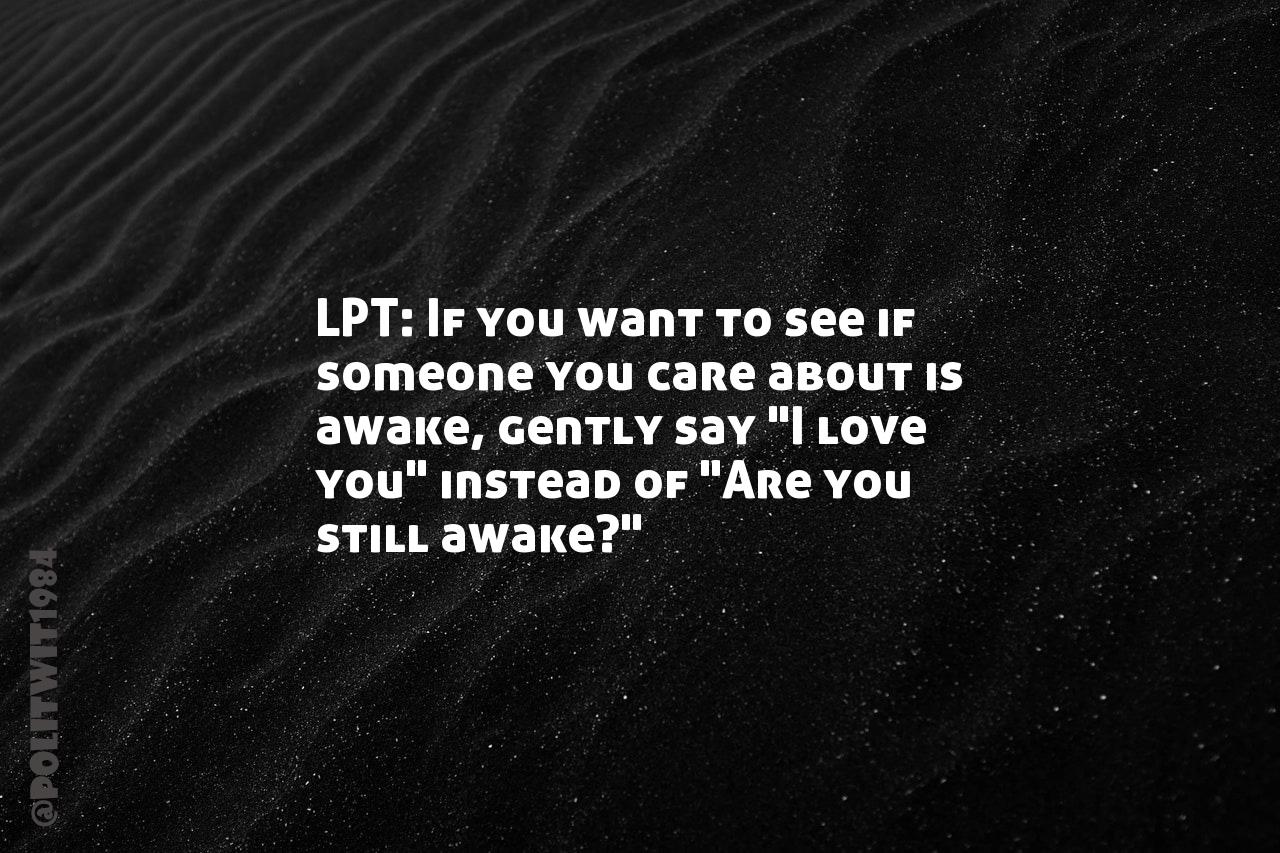 LPT: If you want to see if
someone you care about is
awake, gently say "I love
you" instead of "Are you
still awake?"
@POLITWIT1984